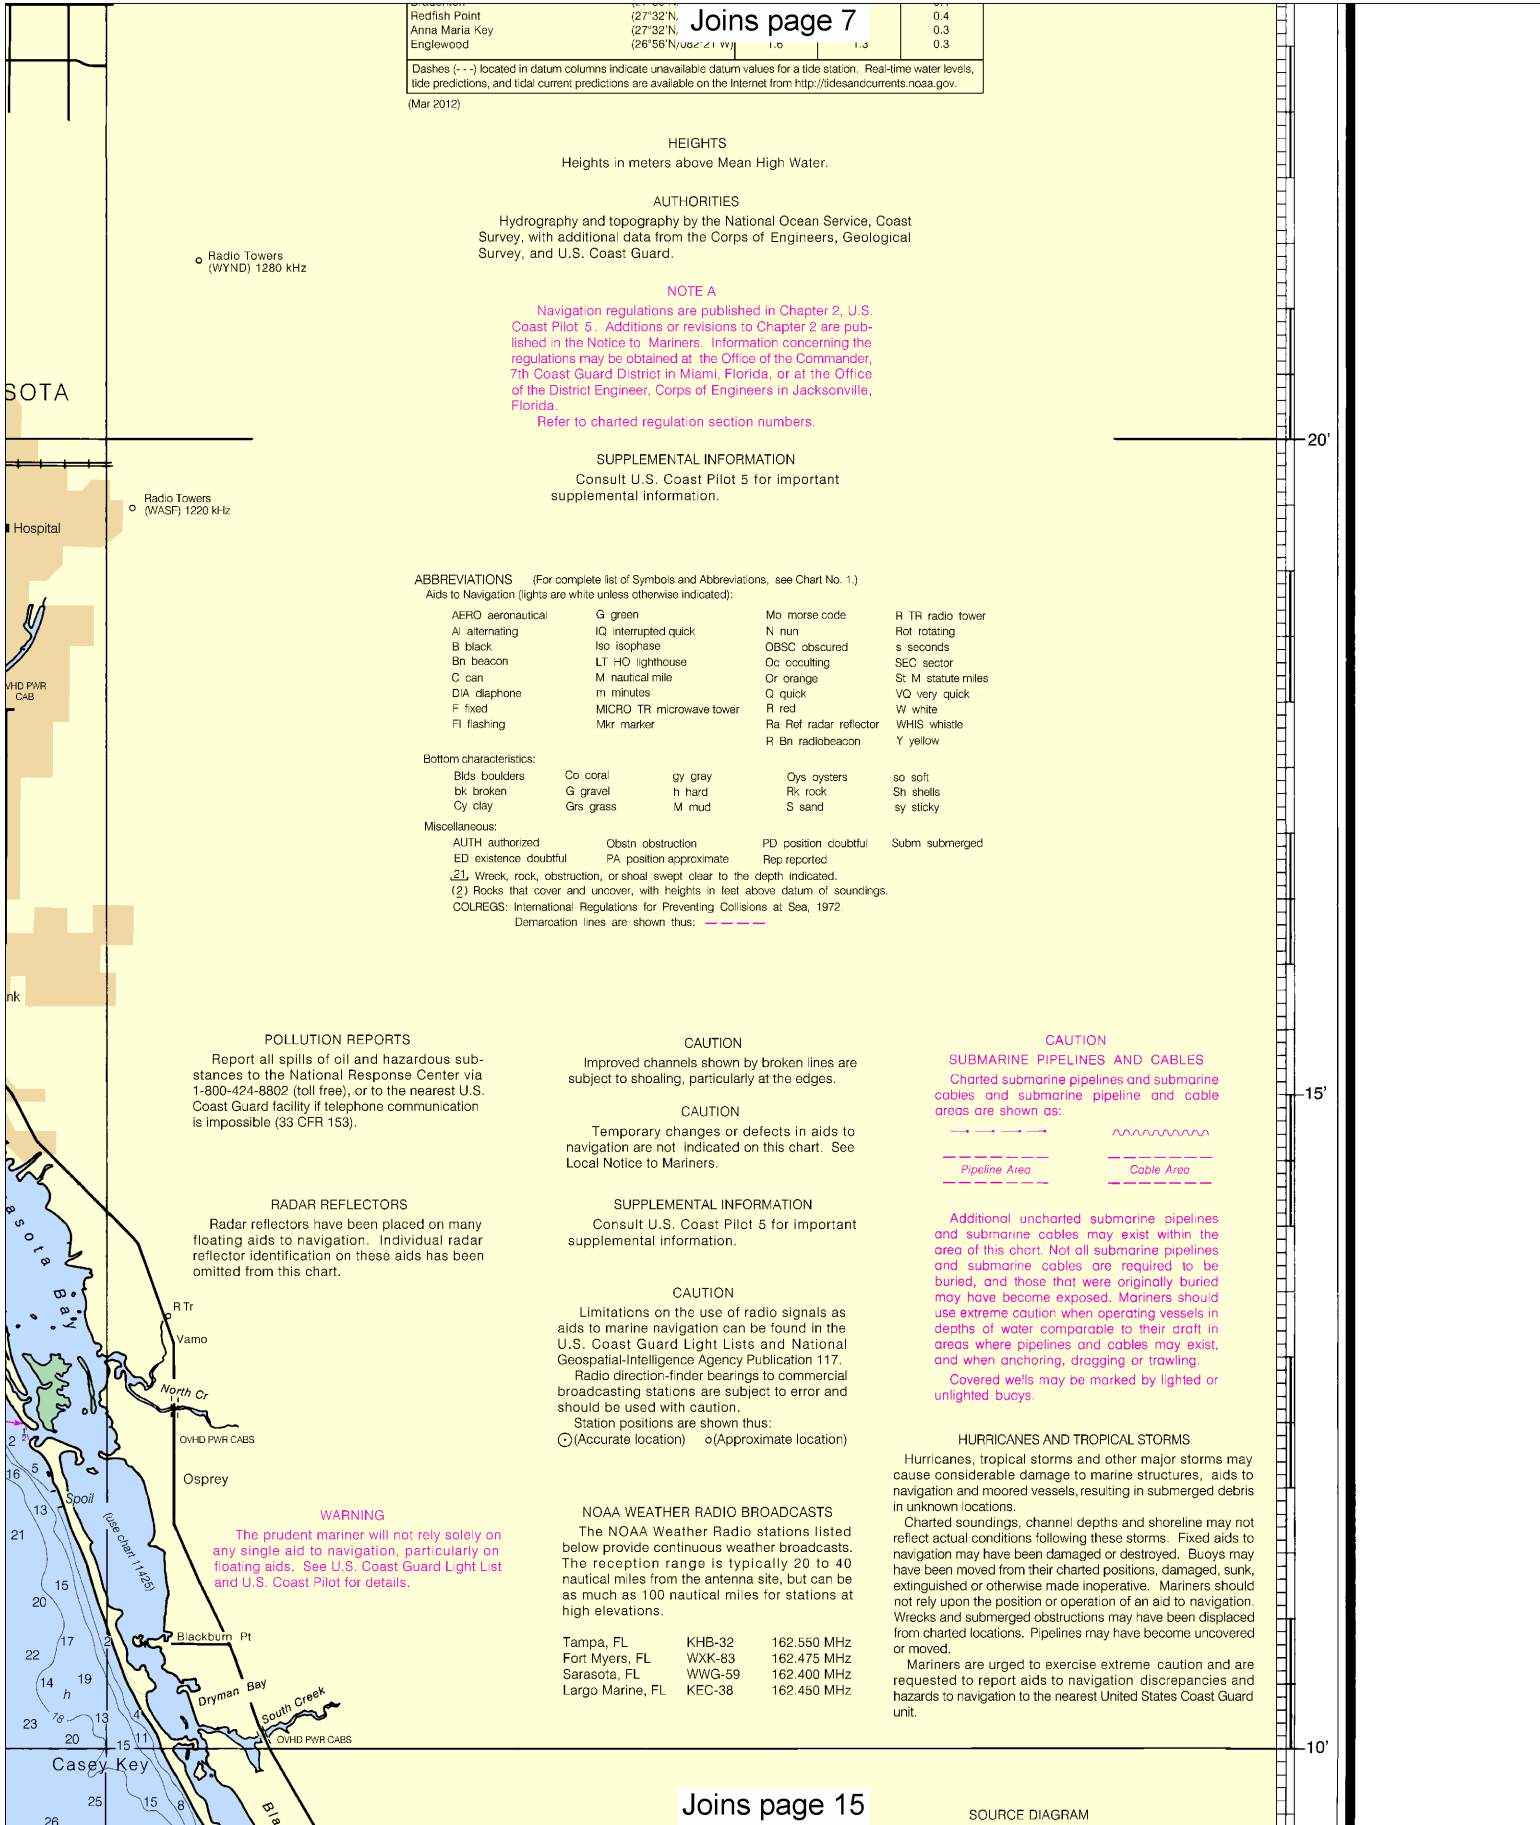 Joins page 7
Redfish Point (27°32'N, 0.4
Anna Maria Key (27°32'N, 0.3
Englewood (26°56'N/082°21'W) 1.6 1.3 0.3
Dashes (- - -) located in datum columns indicate unavailable datum values for a tide station. Real-time water levels,
tide predictions, and tidal current predictions are available on the Internet from http://tidesandcurrents.noaa.gov.
(Mar 2012)
HEIGHTS
Heights in meters above Mean High Water.
AUTHORITIES
Hydrography and topography by the National Ocean Service, Coast
Survey, with additional data from the Corps of Engineers, Geological
Survey, and U.S. Coast Guard.
Radio Towers
(WYND) 1280 kHz
NOTE A
Navigation regulations are published in Chapter 2, U.S.
Coast Pilot 5. Additions or revisions to Chapter 2 are pub-
lished in the Notice to Mariners. Information concerning the
regulations may be obtained at the Office of the Commander,
7th Coast Guard District in Miami, Florida, or at the Office
of the District Engineer, Corps of Engineers in Jacksonville,
Florida.
Refer to charted regulation section numbers.
SOTA
20'
SUPPLEMENTAL INFORMATION
Consult U.S. Coast Pilot 5 for important
supplemental information.
Radio Towers
(WASF) 1220 kHz
Hospital
VHD PWR
CAB
ABBREVIATIONS (For complete list of Symbols and Abbreviations, see Chart No. 1.)
Aids to Navigation (lights are white unless otherwise indicated):
AERO aeronautical G green Mo morse code R TR radio tower
Al alternating IQ interrupted quick N nun Rot rotating
B black Iso isophase OBSC obscured s seconds
Bn beacon LT HO lighthouse Oc occulting SEC sector
C can M nautical mile Or orange St M statute miles
DIA diaphone m minutes Q quick VQ very quick
F fixed MICRO TR microwave tower R red W white
Fl flashing Mkr marker Ra Ref radar reflector WHIS whistle
R Bn radiobeacon Y yellow
Bottom characteristics:
Blds boulders Co coral gy gray Oys oysters so soft
bk broken G gravel h hard Rk rock Sh shells
Cy clay Grs grass M mud S sand sy sticky
Miscellaneous:
AUTH authorized Obstn obstruction PD position doubtful Subm submerged
ED existence doubtful PA position approximate Rep reported
21 Wreck, rock, obstruction, or shoal swept clear to the depth indicated.
(2) Rocks that cover and uncover, with heights in feet above datum of soundings.
COLREGS: International Regulations for Preventing Collisions at Sea, 1972.
Demarcation lines are shown thus:
nk
POLLUTION REPORTS
Report all spills of oil and hazardous sub-
stances to the National Response Center via
1-800-424-8802 (toll free), or to the nearest U.S.
Coast Guard facility if telephone communication
is impossible (33 CFR 153).
RADAR REFLECTORS
Radar reflectors have been placed on many
floating aids to navigation. Individual radar
reflector identification on these aids has been
omitted from this chart.
CAUTION
Improved channels shown by broken lines are
subject to shoaling, particularly at the edges.
CAUTION
Temporary changes or defects in aids to
navigation are not indicated on this chart. See
Local Notice to Mariners.
SUPPLEMENTAL INFORMATION
Consult U.S. Coast Pilot 5 for important
supplemental information.
CAUTION
Limitations on the use of radio signals as
aids to marine navigation can be found in the
U.S. Coast Guard Light Lists and National
Geospatial-Intelligence Agency Publication 117.
Radio direction-finder bearings to commercial
broadcasting stations are subject to error and
should be used with caution.
Station positions are shown thus:
(Accurate location) (Approximate location)
CAUTION
SUBMARINE PIPELINES AND CABLES
Charted submarine pipelines and submarine
cables and submarine pipeline and cable
areas are shown as:
Pipeline Area Cable Area
Additional uncharted submarine pipelines
and submarine cables may exist within the
area of this chart. Not all submarine pipelines
and submarine cables are required to be
buried, and those that were originally buried
may have become exposed. Mariners should
use extreme caution when operating vessels in
depths of water comparable to their draft in
areas where pipelines and cables may exist,
and when anchoring, dragging or trawling.
Covered wells may be marked by lighted or
unlighted buoys.
15'
asota Bay
R Tr
Vamo
North Cr
OVHD PWR CABS
Osprey
2
1/2
16
5
Spoil
13
21
(use chart 11425)
15
20
17
2
22
14
19
h
18
13
4
23
20
15
11
Blackburn Pt
Dryman Bay
South Creek
OVHD PWR CABS
Casey Key
25
15
8
26
Bla
WARNING
The prudent mariner will not rely solely on
any single aid to navigation, particularly on
floating aids. See U.S. Coast Guard Light List
and U.S. Coast Pilot for details.
NOAA WEATHER RADIO BROADCASTS
The NOAA Weather Radio stations listed
below provide continuous weather broadcasts.
The reception range is typically 20 to 40
nautical miles from the antenna site, but can be
as much as 100 nautical miles for stations at
high elevations.
Tampa, FL KHB-32 162.550 MHz
Fort Myers, FL WXK-83 162.475 MHz
Sarasota, FL WWG-59 162.400 MHz
Largo Marine, FL KEC-38 162.450 MHz
HURRICANES AND TROPICAL STORMS
Hurricanes, tropical storms and other major storms may
cause considerable damage to marine structures, aids to
navigation and moored vessels, resulting in submerged debris
in unknown locations.
Charted soundings, channel depths and shoreline may not
reflect actual conditions following these storms. Fixed aids to
navigation may have been damaged or destroyed. Buoys may
have been moved from their charted positions, damaged, sunk,
extinguished or otherwise made inoperative. Mariners should
not rely upon the position or operation of an aid to navigation.
Wrecks and submerged obstructions may have been displaced
from charted locations. Pipelines may have become uncovered
or moved.
Mariners are urged to exercise extreme caution and are
requested to report aids to navigation discrepancies and
hazards to navigation to the nearest United States Coast Guard
unit.
10'
Joins page 15
SOURCE DIAGRAM